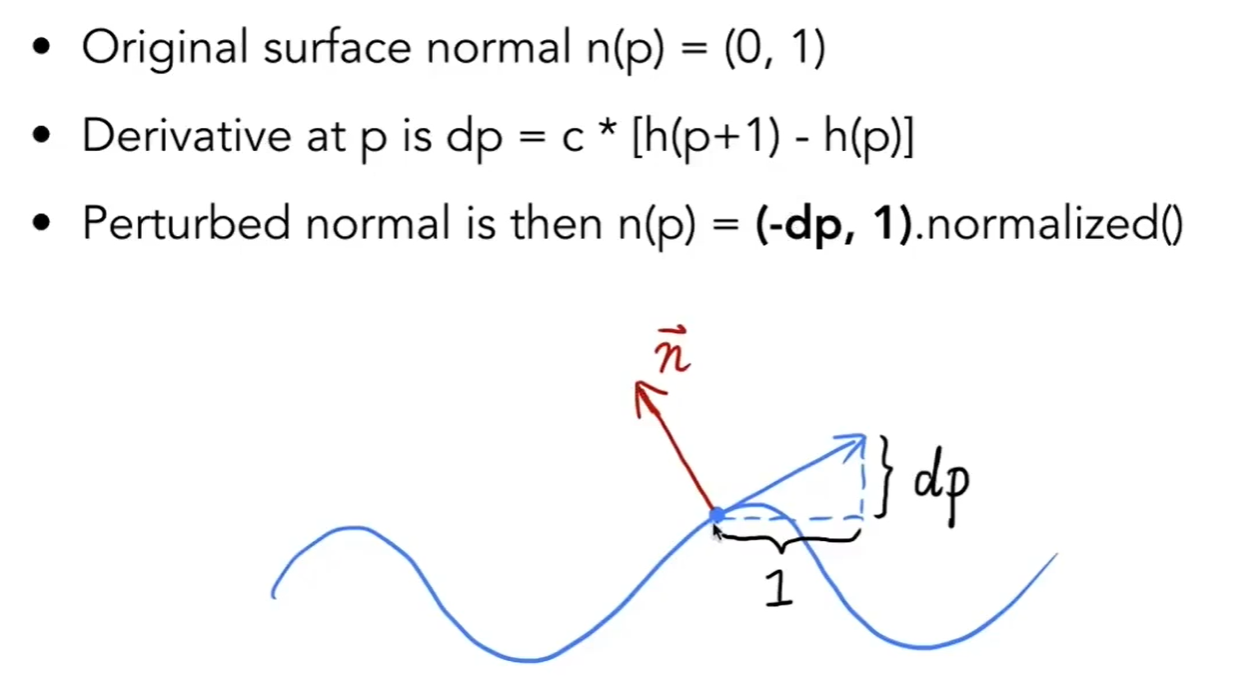 • Original surface normal n(p) = (0, 1)
• Derivative at p is dp = c * [h(p+1) - h(p)]
• Perturbed normal is then n(p) = (-dp, 1).normalized()
n⃗
dp
1